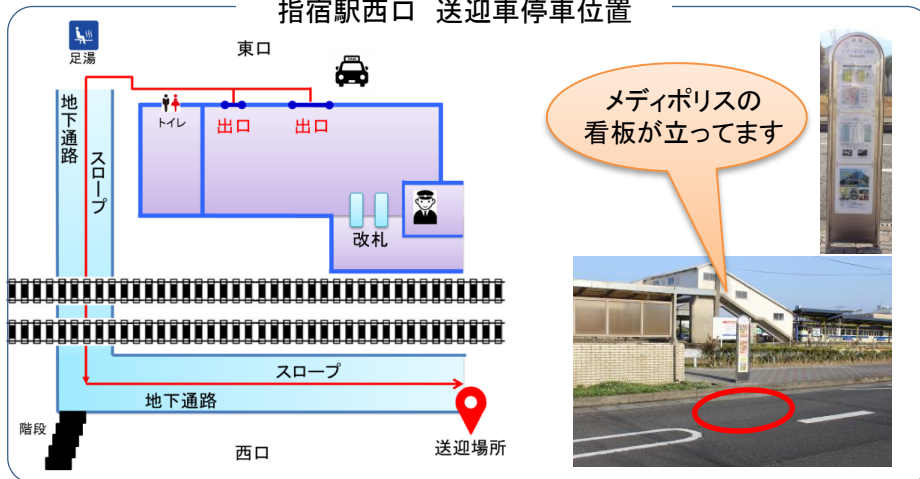 指宿駅西口 送迎車停車位置
足湯
東口
TAXI
地下通路
スロープ
トイレ
出口
出口
改札
スロープ
地下通路
階段
西口
送迎場所
メディポリスの
看板が立ってます